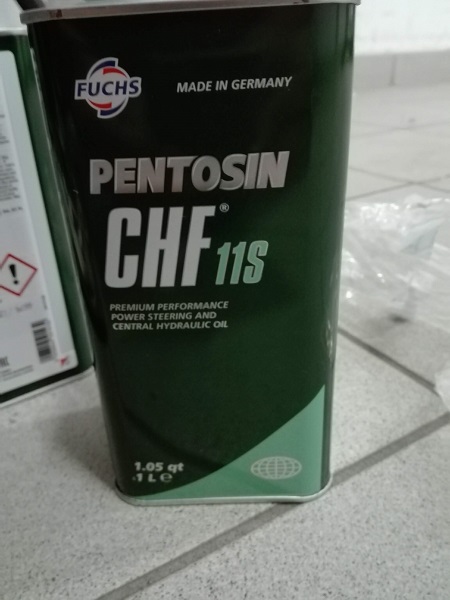 FUCHS
MADE IN GERMANY
PENTOSIN
CHF®
11S
PREMIUM PERFORMANCE
POWER STEERING AND
CENTRAL HYDRAULIC OIL
1.05 qt
1 L ℮